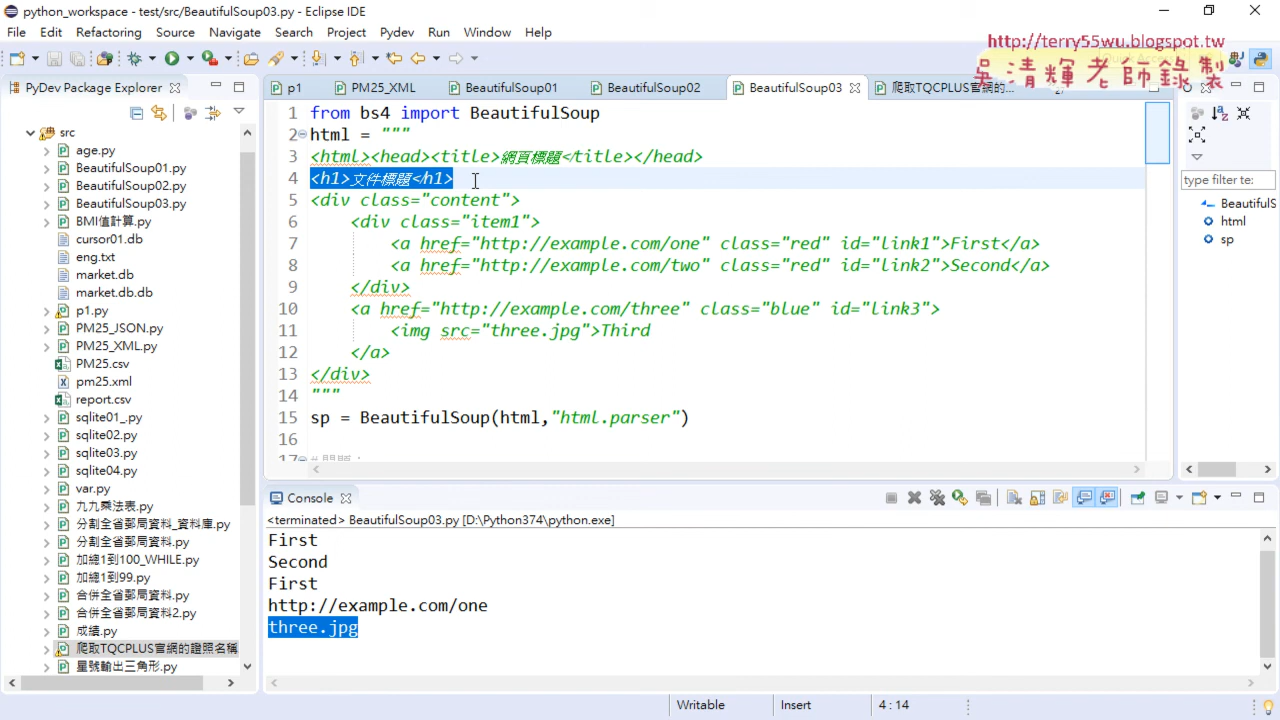 python_workspace - test/src/BeautifulSoup03.py - Eclipse IDE
File Edit Refactoring Source Navigate Search Project Pydev Run Window Help
http://terry55wu.blogspot.tw
吳清輝老師錄製
PyDev Package Explorer
p1 PM25_XML BeautifulSoup01 BeautifulSoup02 BeautifulSoup03 爬取TQCPLUS官網的...
src
age.py
BeautifulSoup01.py
BeautifulSoup02.py
BeautifulSoup03.py
BMI值計算.py
cursor01.db
eng.txt
market.db
market.db.db
p1.py
PM25_JSON.py
PM25_XML.py
PM25.csv
pm25.xml
report.csv
sqlite01_.py
sqlite02.py
sqlite03.py
sqlite04.py
var.py
九九乘法表.py
分割全省郵局資料_資料庫.py
分割全省郵局資料.py
加總1到100_WHILE.py
加總1到99.py
合併全省郵局資料.py
合併全省郵局資料2.py
成績.py
爬取TQCPLUS官網的證照名稱
星號輸出三角形.py
1 from bs4 import BeautifulSoup
2 html = """
3 <html><head><title>網頁標題</title></head>
4 <h1>文件標題</h1>
5 <div class="content">
6 <div class="item1">
7 <a href="http://example.com/one" class="red" id="link1">First</a>
8 <a href="http://example.com/two" class="red" id="link2">Second</a>
9 </div>
10 <a href="http://example.com/three" class="blue" id="link3">
11 <img src="three.jpg">Third
12 </a>
13 </div>
14 """
15 sp = BeautifulSoup(html,"html.parser")
16
17
type filter te:
BeautifulS
html
sp
Console
<terminated> BeautifulSoup03.py [D:\Python374\python.exe]
First
Second
First
http://example.com/one
three.jpg
Writable Insert 4 : 14